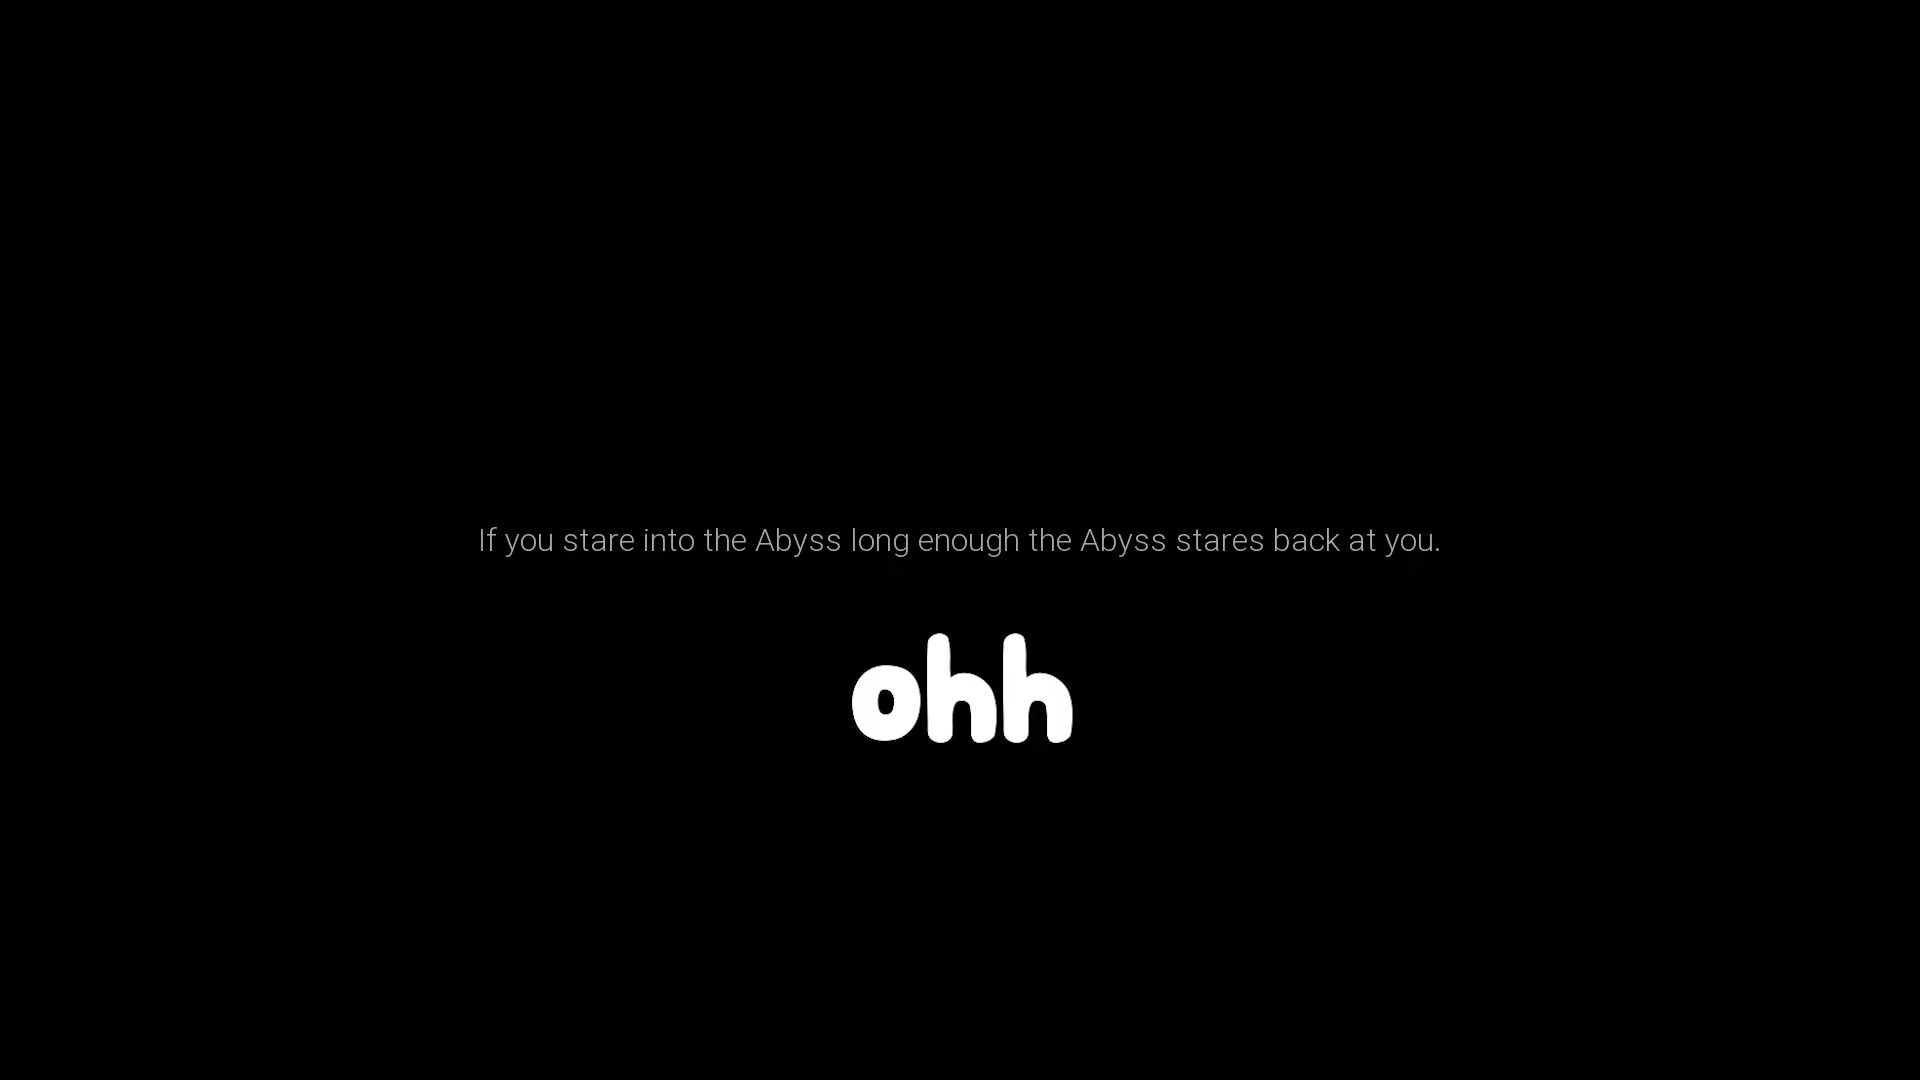 If you stare into the Abyss long enough the Abyss stares back at you.
ohh